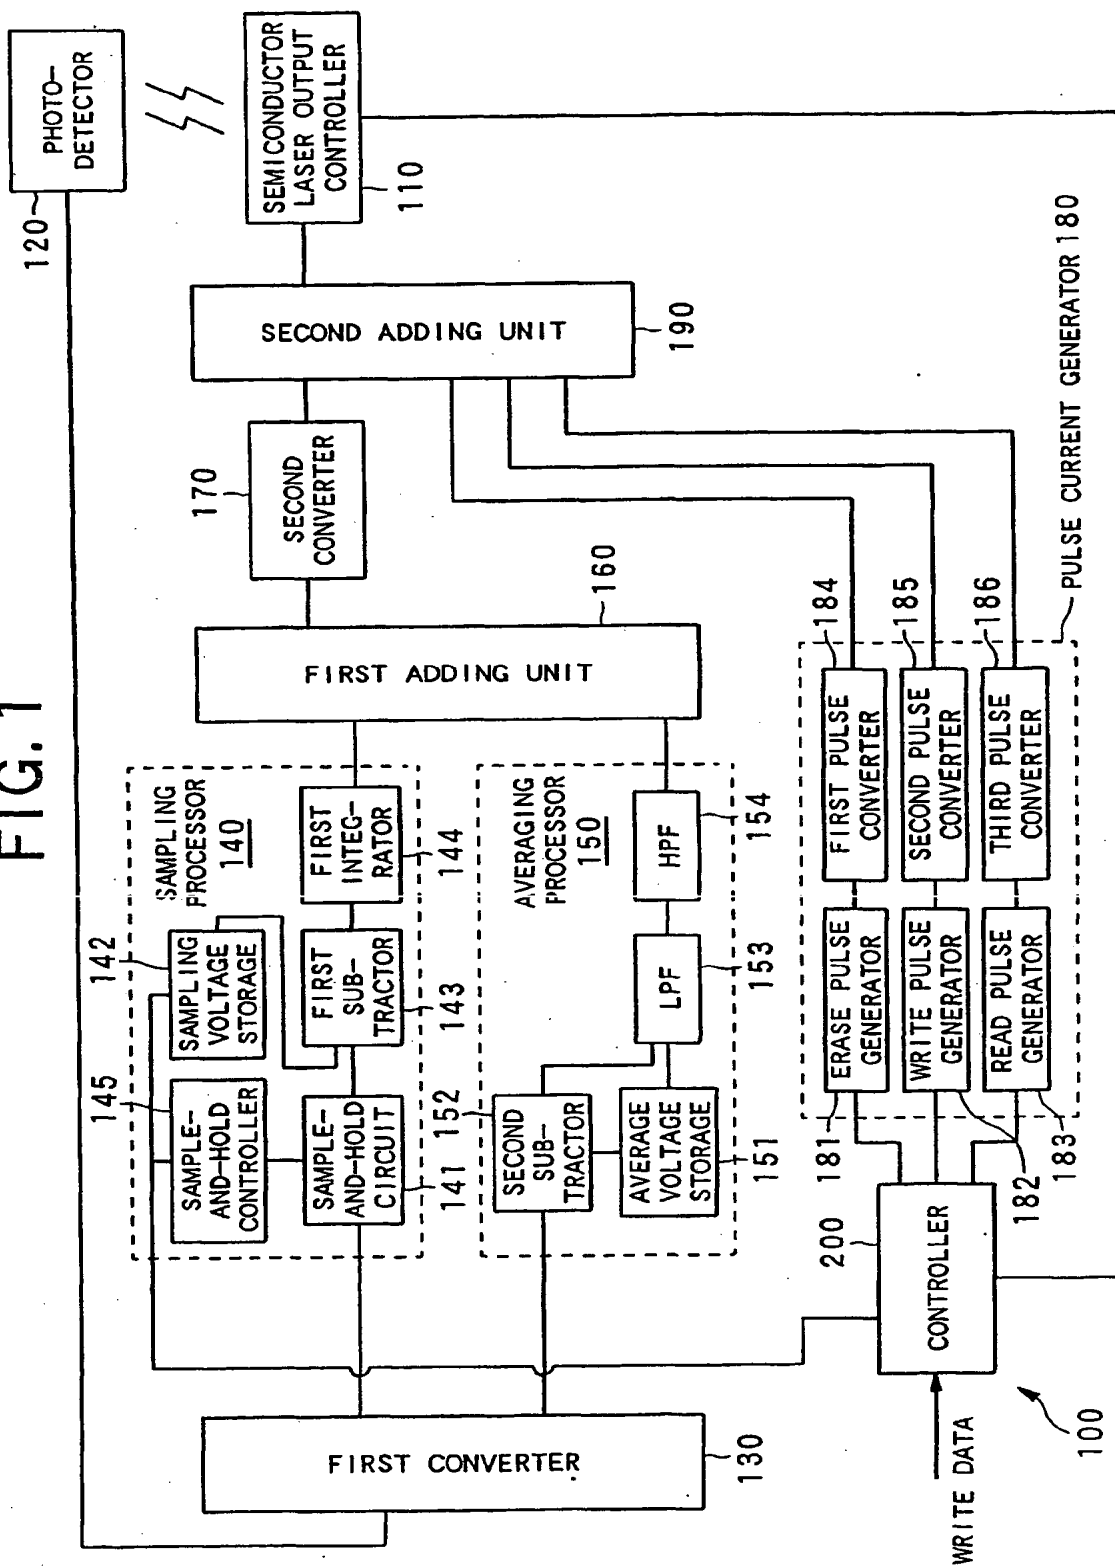 FIG. 1
PHOTO-
DETECTOR
120
SEMICONDUCTOR
LASER OUTPUT
CONTROLLER
110
SECOND ADDING UNIT
190
170
SECOND
CONVERTER
160
FIRST ADDING UNIT
SAMPLING
PROCESSOR
140
142
SAMPLING
VOLTAGE
STORAGE
145
SAMPLE-
AND-HOLD
CONTROLLER
FIRST
INTEG-
RATOR
144
FIRST
SUB-
TRACTOR
143
SAMPLE-
AND-HOLD
CIRCUIT
141
AVERAGING
PROCESSOR
150
HPF
154
LPF
153
152
SECOND
SUB-
TRACTOR
AVERAGE
VOLTAGE
STORAGE
151
FIRST CONVERTER
130
PULSE CURRENT GENERATOR 180
184
FIRST PULSE
CONVERTER
185
SECOND PULSE
CONVERTER
186
THIRD PULSE
CONVERTER
ERASE PULSE
GENERATOR
181
WRITE PULSE
GENERATOR
182
READ PULSE
GENERATOR
183
200
CONTROLLER
WRITE DATA
100